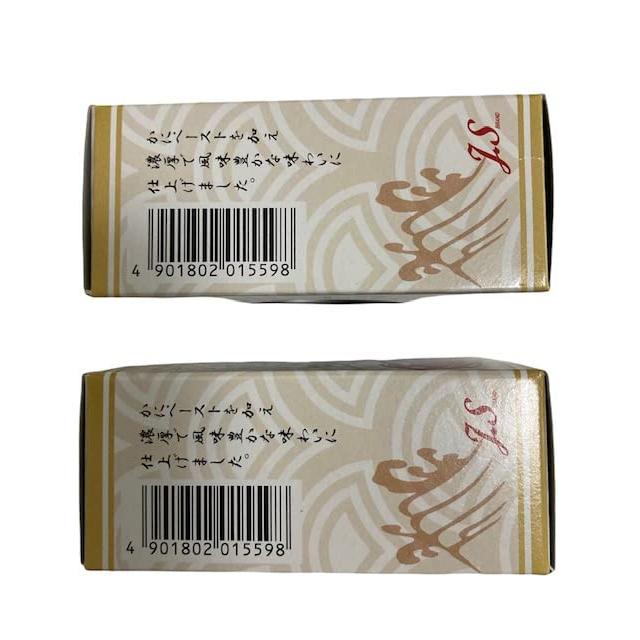 かにペーストを加え
濃厚で風味豊かな味わいに
仕上げました。
J.S
BRAND
4 901802 015598
かにペーストを加え
濃厚で風味豊かな味わいに
仕上げました。
J.S
4 901802 015598